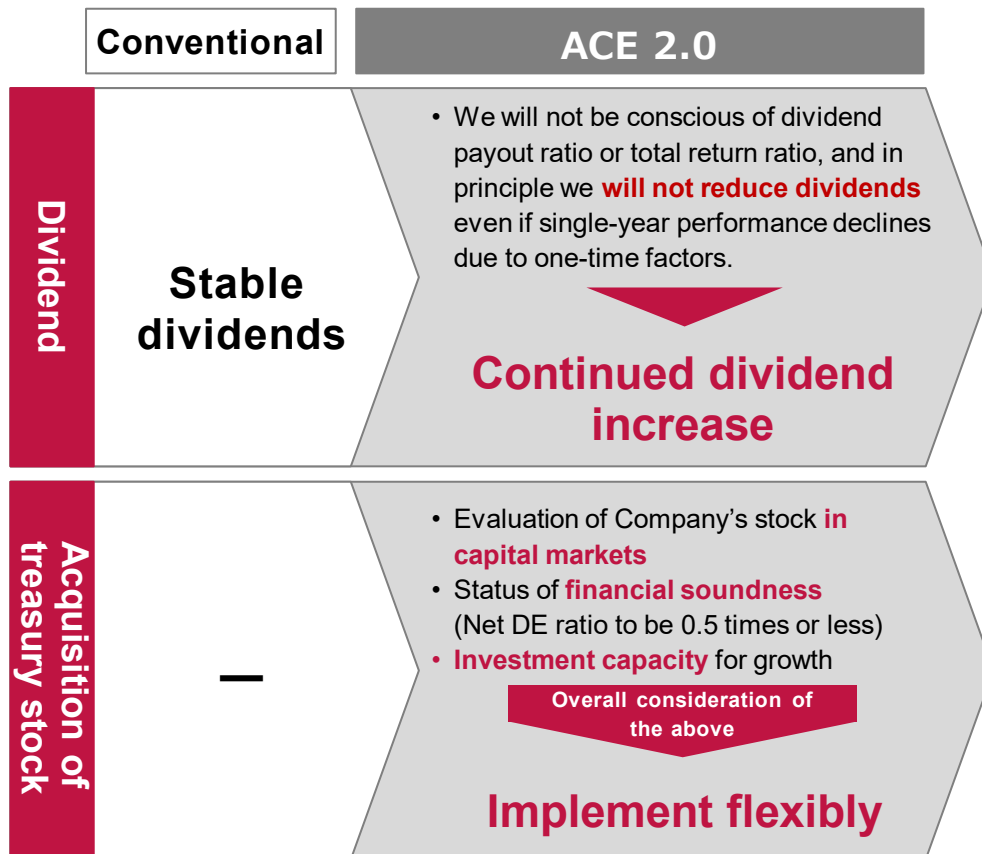 Conventional
ACE 2.0
Dividend
Stable
dividends
• We will not be conscious of dividend
payout ratio or total return ratio, and in
principle we will not reduce dividends
even if single-year performance declines
due to one-time factors.
Continued dividend
increase
Acquisition of
treasury stock
—
• Evaluation of Company’s stock in
capital markets
• Status of financial soundness
(Net DE ratio to be 0.5 times or less)
• Investment capacity for growth
Overall consideration of
the above
Implement flexibly